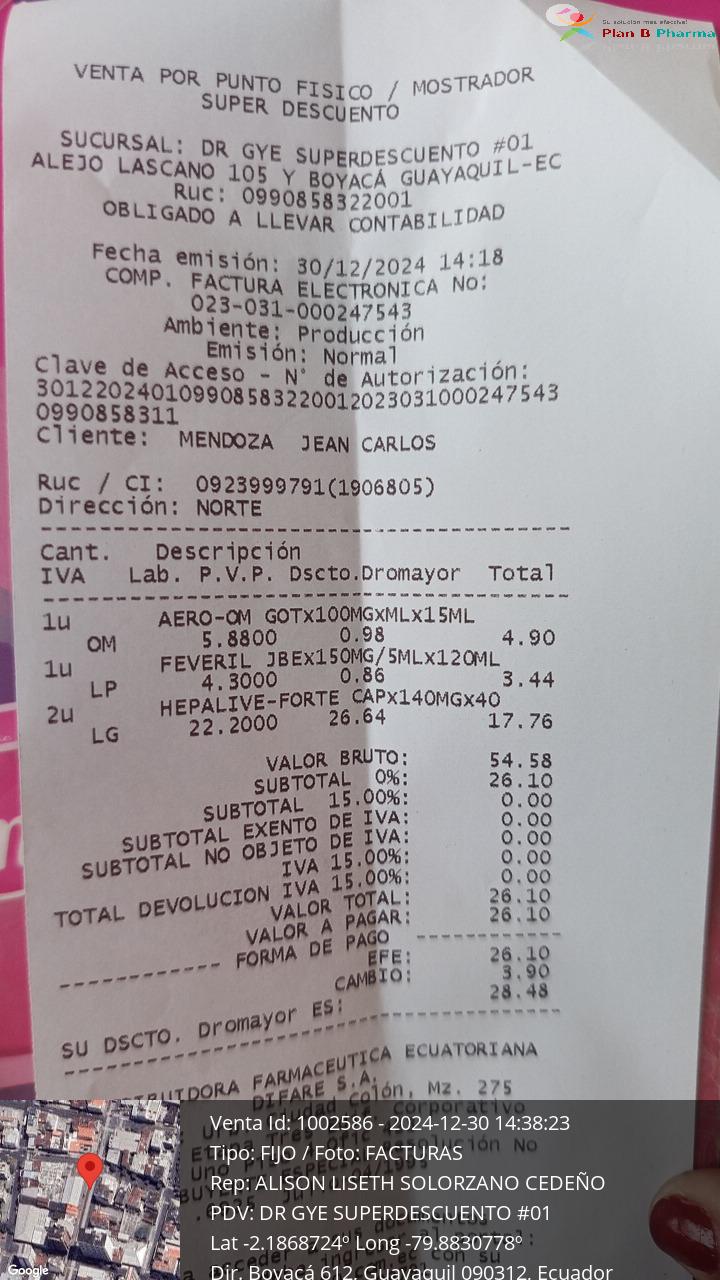 Su solución más efectiva!
Plan B Pharma
VENTA POR PUNTO FISICO / MOSTRADOR
SUPER DESCUENTO
SUCURSAL: DR GYE SUPERDESCUENTO #01
ALEJO LASCANO 105 Y BOYACÁ GUAYAQUIL-EC
Ruc: 0990858322001
OBLIGADO A LLEVAR CONTABILIDAD
Fecha emisión: 30/12/2024 14:18
COMP. FACTURA ELECTRONICA No:
023-031-000247543
Ambiente: Producción
Emisión: Normal
Clave de Acceso - N° de Autorización:
301220240109908583220012023031000247543
0990858311
Cliente: MENDOZA JEAN CARLOS
Ruc / CI: 0923999791(1906805)
Dirección: NORTE
Cant. Descripción
IVA Lab. P.V.P. Dscto.Dromayor Total
1u AERO-OM GOTx100MGxMLx15ML
OM 5.8800 0.98 4.90
1u FEVERIL JBEx150MG/5MLx120ML
LP 4.3000 0.86 3.44
2u HEPALIVE-FORTE CAPx140MGx40
LG 22.2000 26.64 17.76
VALOR BRUTO: 54.58
SUBTOTAL 0%: 26.10
SUBTOTAL 15.00%: 0.00
SUBTOTAL EXENTO DE IVA: 0.00
SUBTOTAL NO OBJETO DE IVA: 0.00
IVA 15.00%: 0.00
TOTAL DEVOLUCION IVA 15.00%: 0.00
VALOR TOTAL: 26.10
VALOR A PAGAR: 26.10
------------ FORMA DE PAGO ------------
EFE: 26.10
CAMBIO: 3.90
SU DSCTO. Dromayor ES: 28.48
FARMACEUTICA ECUATORIANA
DIFARE S.A.
Colón, Mz. 275
Venta Id: 1002586 - 2024-12-30 14:38:23
Tipo: FIJO / Foto: FACTURAS
Rep: ALISON LISETH SOLORZANO CEDEÑO
PDV: DR GYE SUPERDESCUENTO #01
Lat -2.1868724º Long -79.8830778º
Dir. Boyacá 612, Guayaquil 090312, Ecuador
Google